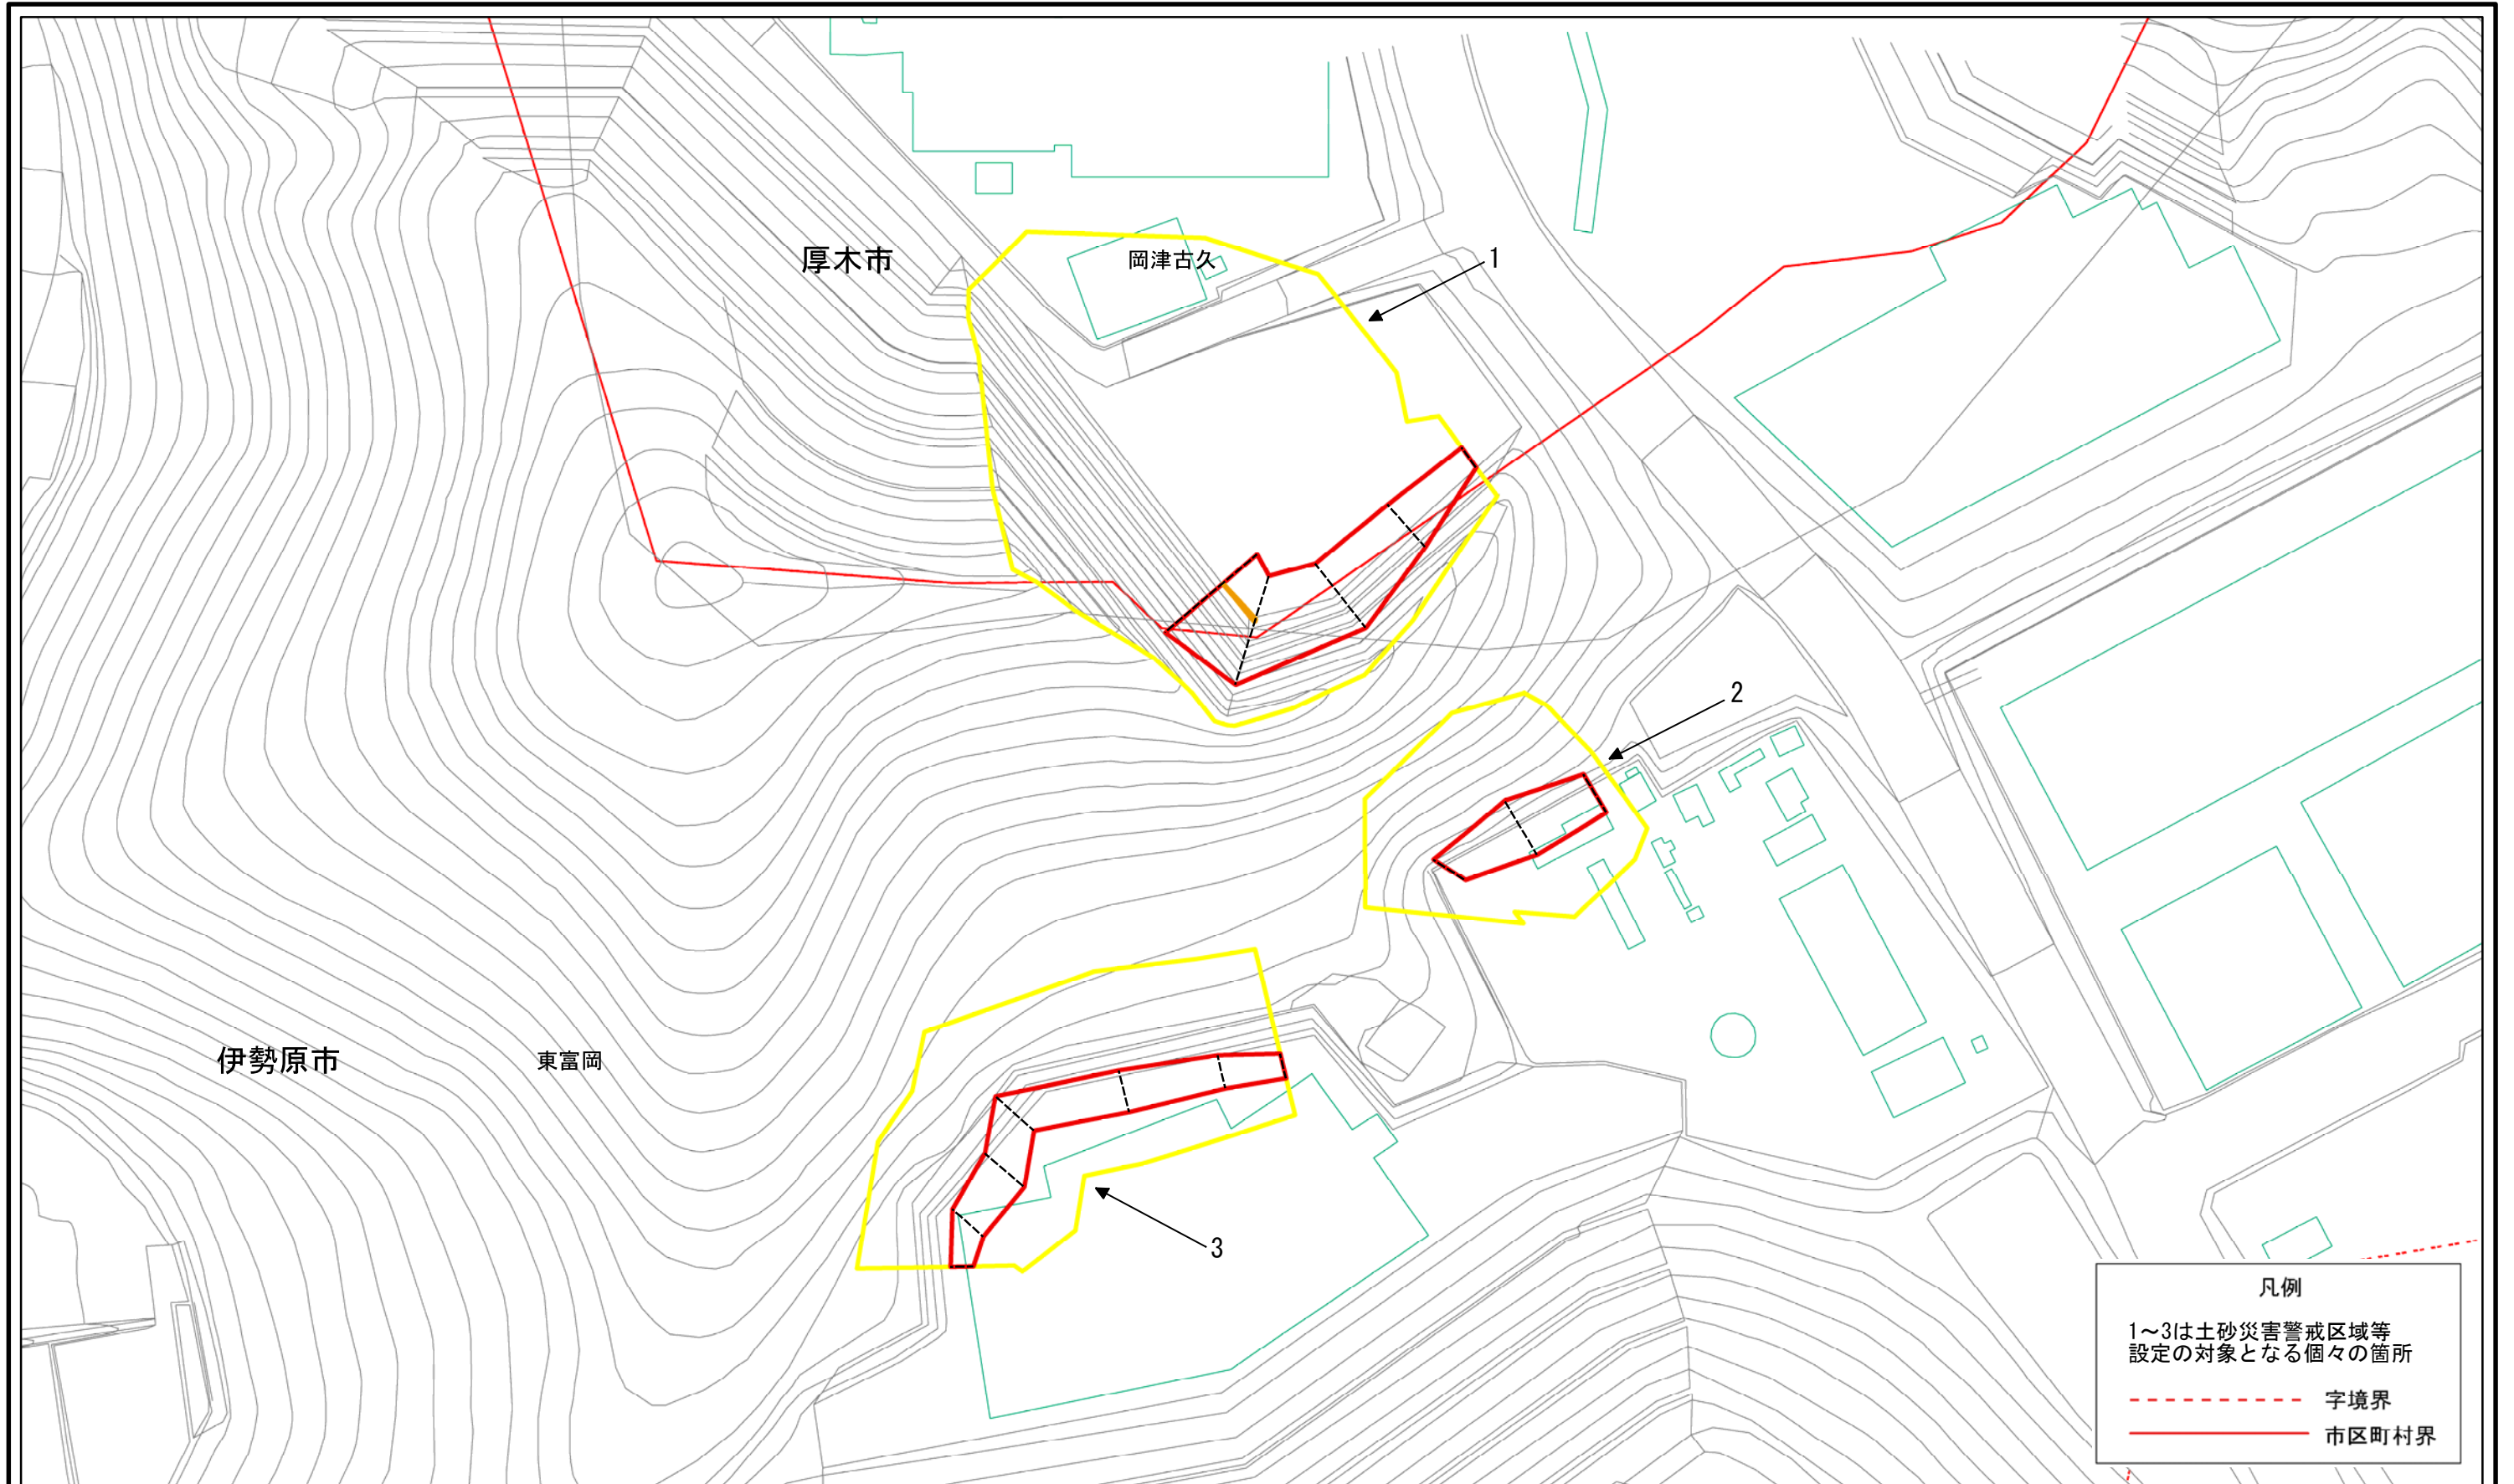 厚木市
岡津古久
1
2
伊勢原市
東富岡
3
凡例
1～3は土砂災害警戒区域等
設定の対象となる個々の箇所
字境界
市区町村界